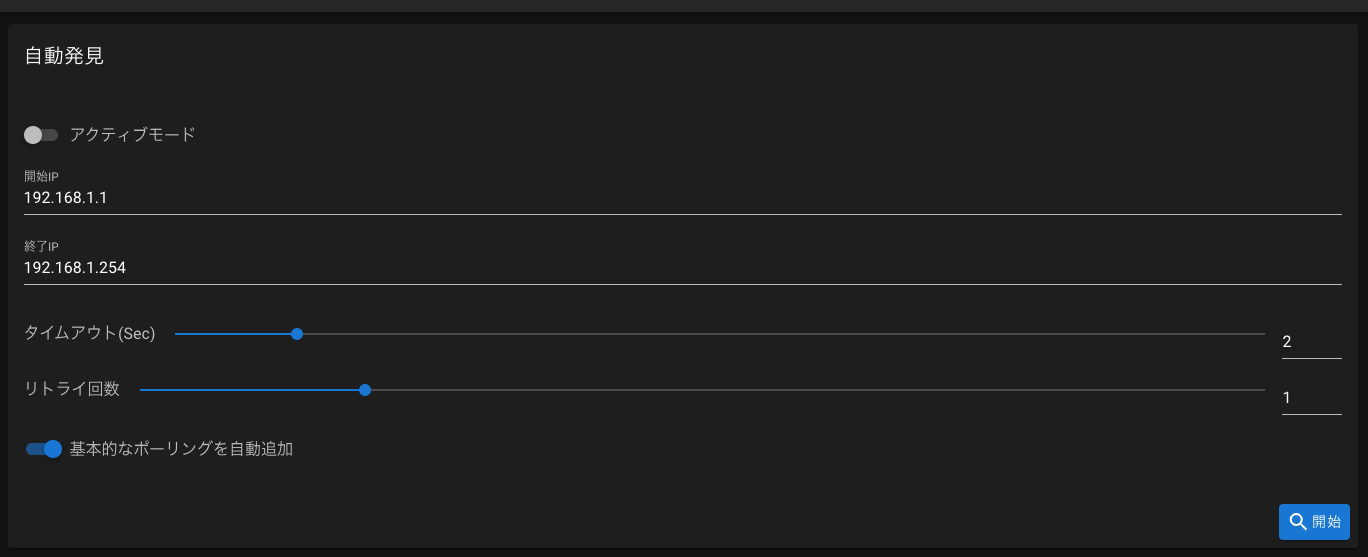 自動発見
アクティブモード
開始IP
192.168.1.1
終了IP
192.168.1.254
タイムアウト(Sec)
2
リトライ回数
1
基本的なポーリングを自動追加
開始